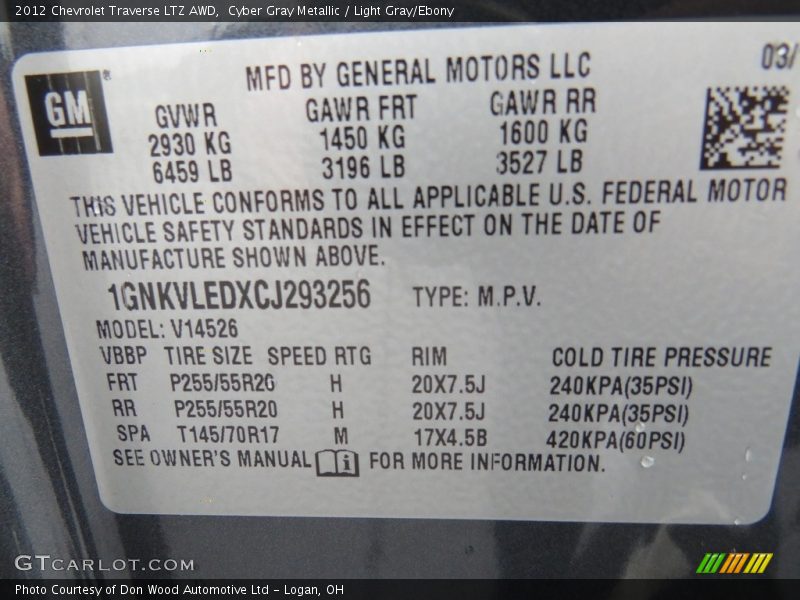 2012 Chevrolet Traverse LTZ AWD,  Cyber Gray Metallic / Light Gray/Ebony
03/
GM®
MFD BY GENERAL MOTORS LLC
GVWR GAWR FRT GAWR RR
2930 KG 1450 KG 1600 KG
6459 LB 3196 LB 3527 LB
THIS VEHICLE CONFORMS TO ALL APPLICABLE U.S. FEDERAL MOTOR
VEHICLE SAFETY STANDARDS IN EFFECT ON THE DATE OF
MANUFACTURE SHOWN ABOVE.
1GNKVLEDXCJ293256 TYPE: M.P.V.
MODEL: V14526
VBBP TIRE SIZE SPEED RTG RIM COLD TIRE PRESSURE
FRT P255/55R20 H 20X7.5J 240KPA(35PSI)
RR P255/55R20 H 20X7.5J 240KPA(35PSI)
SPA T145/70R17 M 17X4.5B 420KPA(60PSI)
SEE OWNER'S MANUAL i FOR MORE INFORMATION.
GTCARLOT.COM
Photo Courtesy of Don Wood Automotive Ltd - Logan, OH